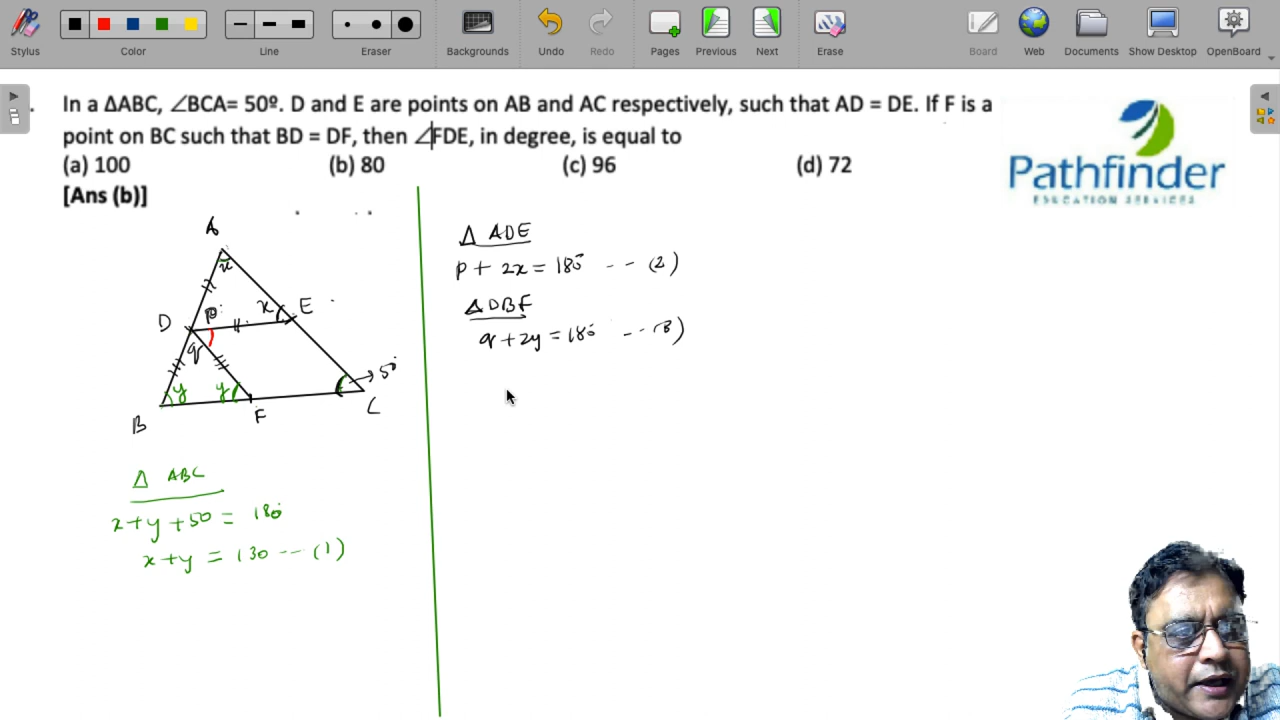 Stylus
Color
Line
Eraser
Backgrounds
Undo
Redo
Pages
Previous
Next
Erase
Board
Web
Documents
Show Desktop
OpenBoard
In a ΔABC, ∠BCA= 50º. D and E are points on AB and AC respectively, such that AD = DE. If F is a
point on BC such that BD = DF, then ∠FDE, in degree, is equal to
(a) 100 (b) 80 (c) 96 (d) 72
[Ans (b)]
Pathfinder
EDUCATION SERVICES
A
x
D
p
x
E
q
y
y
50°
B
F
C
Δ ABC
x+y+50 = 180°
x+y = 130 -- (1)
Δ ADE
p + 2x = 180° -- (2)
Δ DBF
q + 2y = 180° -- (3)